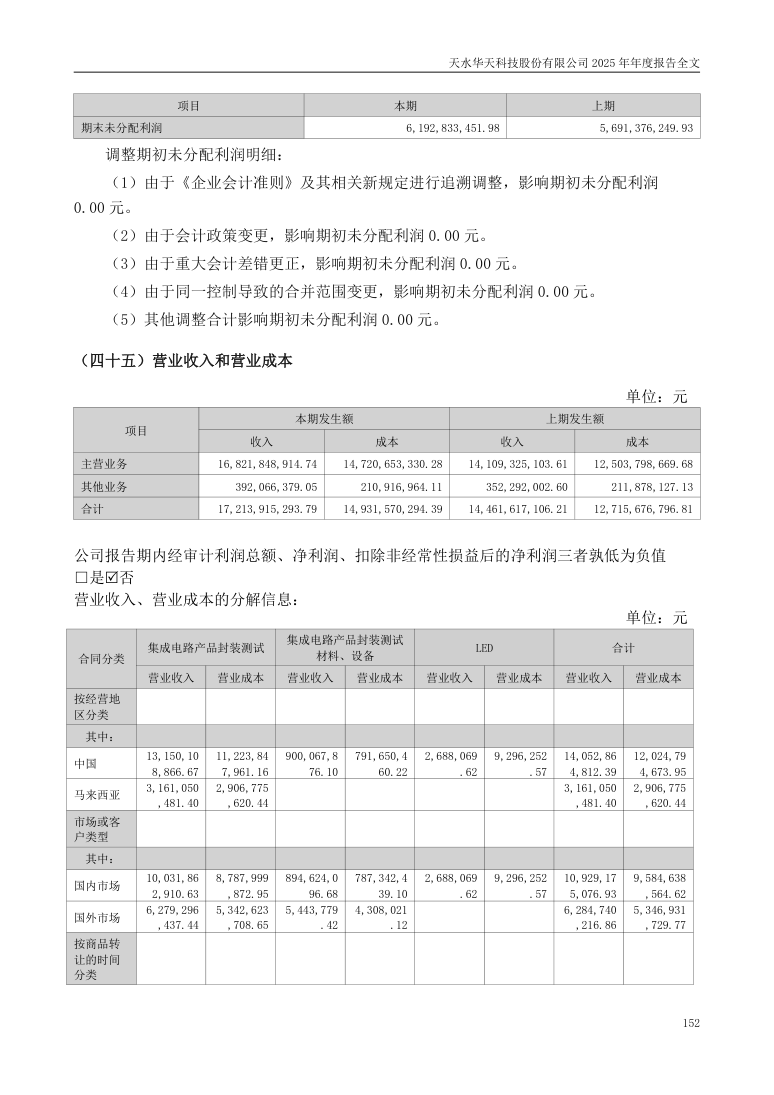 天水华天科技股份有限公司 2025 年年度报告全文
项目 本期 上期
期末未分配利润 6,192,833,451.98 5,691,376,249.93
调整期初未分配利润明细：
（1）由于《企业会计准则》及其相关新规定进行追溯调整，影响期初未分配利润
0.00 元。
（2）由于会计政策变更，影响期初未分配利润 0.00 元。
（3）由于重大会计差错更正，影响期初未分配利润 0.00 元。
（4）由于同一控制导致的合并范围变更，影响期初未分配利润 0.00 元。
（5）其他调整合计影响期初未分配利润 0.00 元。
（四十五）营业收入和营业成本
单位：元
项目 本期发生额 上期发生额
收入 成本 收入 成本
主营业务 16,821,848,914.74 14,720,653,330.28 14,109,325,103.61 12,503,798,669.68
其他业务 392,066,379.05 210,916,964.11 352,292,002.60 211,878,127.13
合计 17,213,915,293.79 14,931,570,294.39 14,461,617,106.21 12,715,676,796.81
公司报告期内经审计利润总额、净利润、扣除非经常性损益后的净利润三者孰低为负值
□是☑否
营业收入、营业成本的分解信息：
单位：元
合同分类 集成电路产品封装测试 集成电路产品封装测试 LED 合计
材料、设备
营业收入 营业成本 营业收入 营业成本 营业收入 营业成本 营业收入 营业成本
按经营地
区分类
其中：
中国 13,150,10 11,223,84 900,067,8 791,650,4 2,688,069 9,296,252 14,052,86 12,024,79
8,866.67 7,961.16 76.10 60.22 .62 .57 4,812.39 4,673.95
马来西亚 3,161,050 2,906,775 3,161,050 2,906,775
,481.40 ,620.44 ,481.40 ,620.44
市场或客
户类型
其中：
国内市场 10,031,86 8,787,999 894,624,0 787,342,4 2,688,069 9,296,252 10,929,17 9,584,638
2,910.63 ,872.95 96.68 39.10 .62 .57 5,076.93 ,564.62
国外市场 6,279,296 5,342,623 5,443,779 4,308,021 6,284,740 5,346,931
,437.44 ,708.65 .42 .12 ,216.86 ,729.77
按商品转
让的时间
分类
152